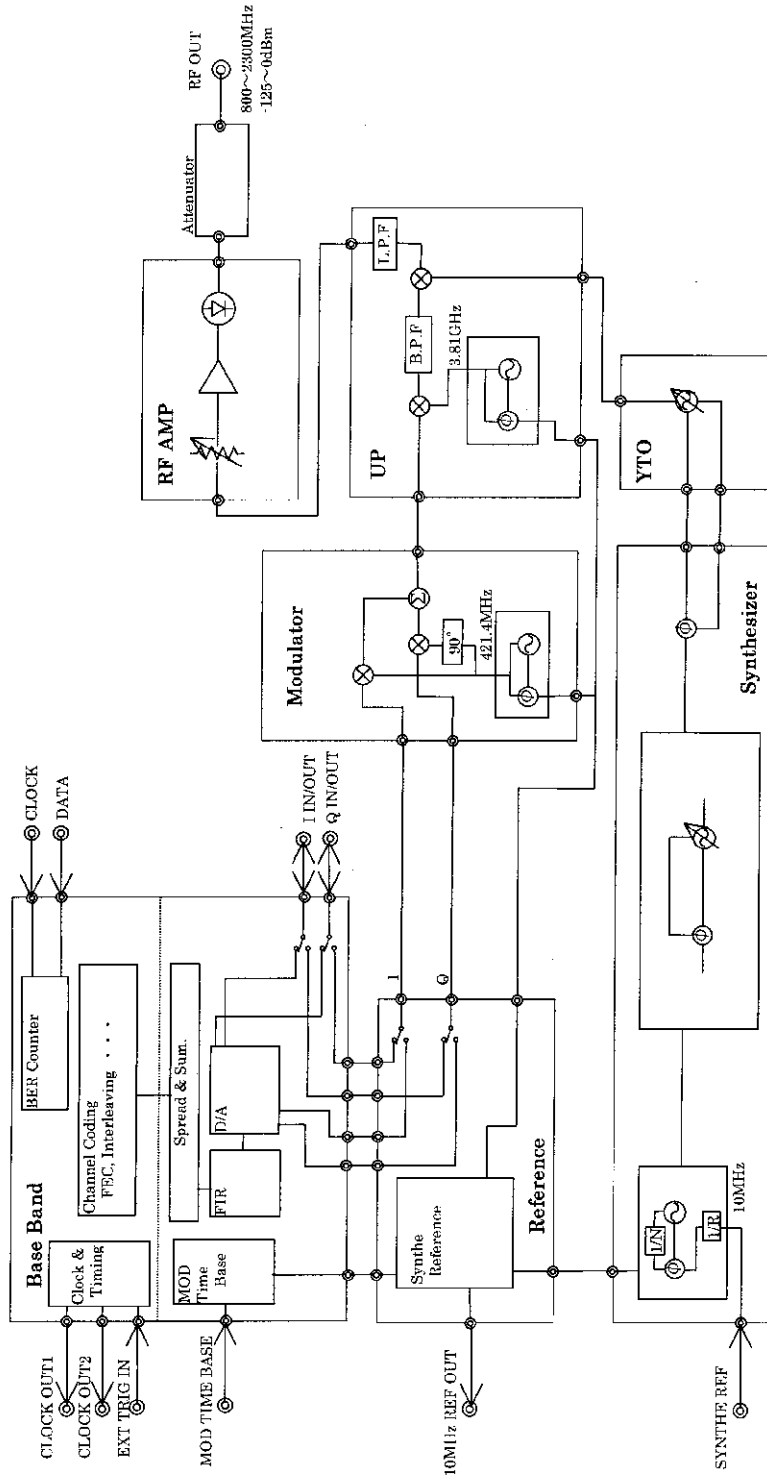 CLOCK OUT1
CLOCK OUT2
EXT TRIG IN
MOD TIME BASE
10MHz REF OUT
SYNTHE REF
Base Band
Clock &
Timing
BER Counter
CLOCK
DATA
Channel Coding
FEC, Interleaving ・ ・ ・
Spread & Sum.
MOD
Time
Base
FIR
D/A
I IN/OUT
Q IN/OUT
Synthe
Reference
Reference
I
Q
1/N
1/R
φ
10MHz
φ
φ
Synthesizer
Modulator
Σ
90°
421.4MHz
φ
UP
B.P.F
L.P.F
3.81GHz
φ
YTO
RF AMP
Attenuator
RF OUT
800~2300MHz
-125~0dBm